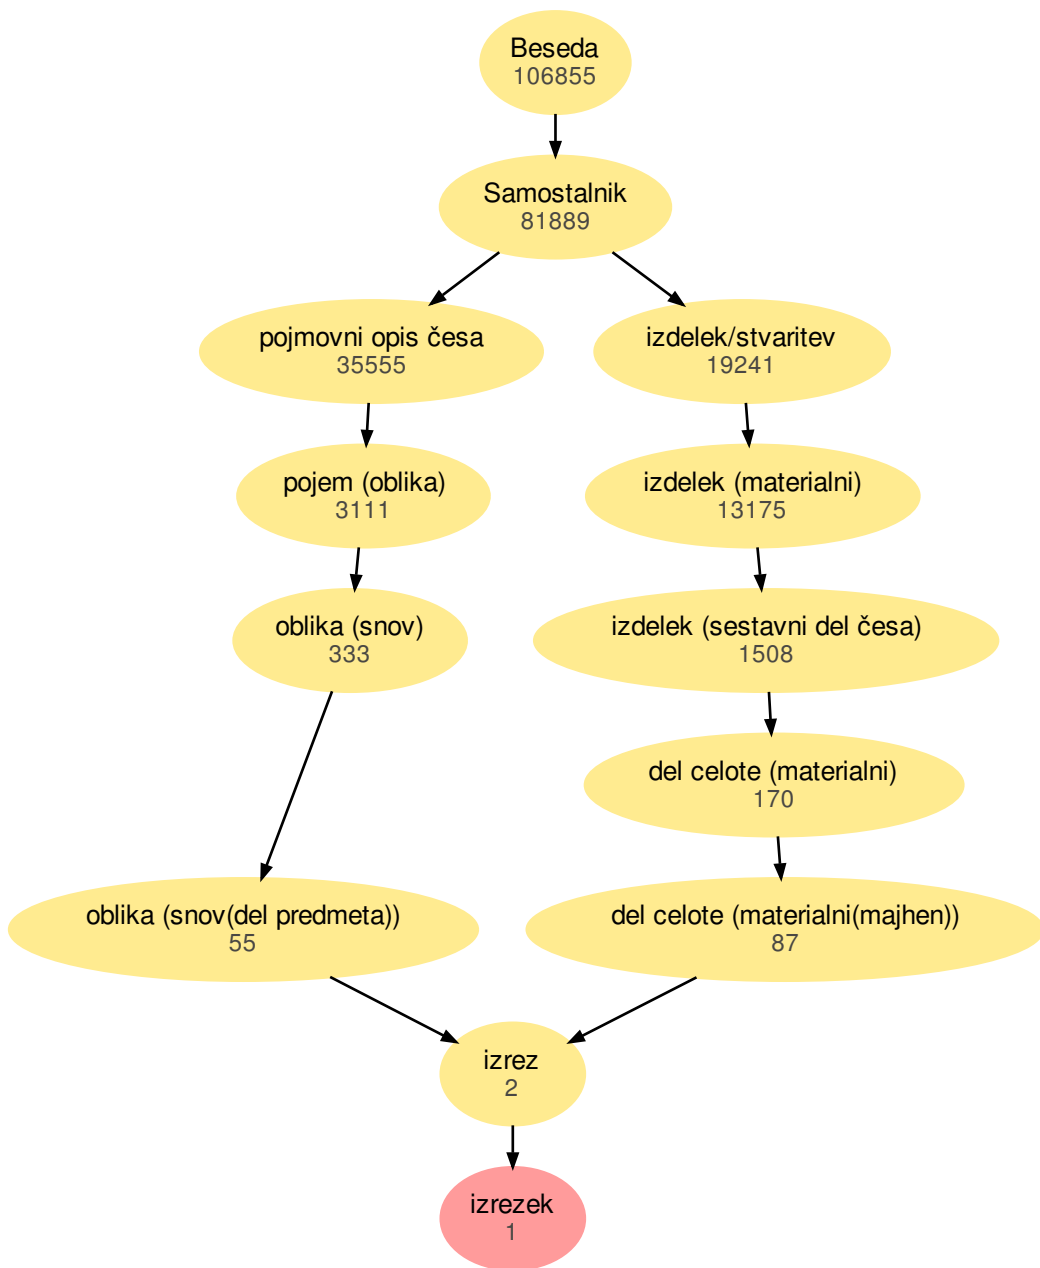 Beseda
106855
Samostalnik
81889
pojmovni opis česa
35555
izdelek/stvaritev
19241
pojem (oblika)
3111
izdelek (materialni)
13175
oblika (snov)
333
izdelek (sestavni del česa)
1508
del celote (materialni)
170
oblika (snov(del predmeta))
55
del celote (materialni(majhen))
87
izrez
2
izrezek
1